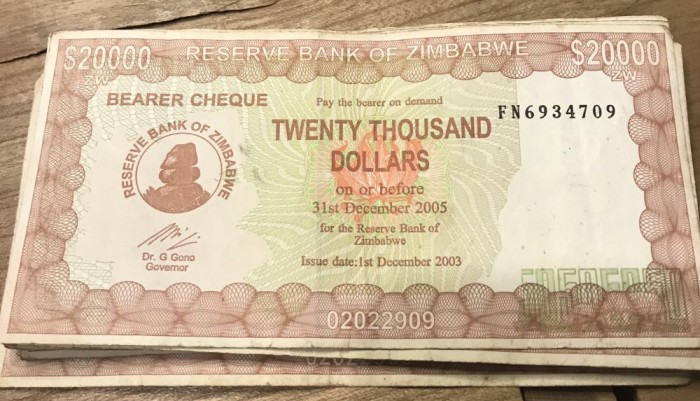 $20000 RESERVE BANK OF ZIMBABWE $20000
ZW ZW
BEARER CHEQUE Pay the bearer on demand FN6934709
TWENTY THOUSAND
DOLLARS
RESERVE BANK OF ZIMBABWE
on or before
31st December 2005
for the Reserve Bank of
Zimbabwe
Dr. G Gono
Governor
Issue date:1st December 2003
02022909